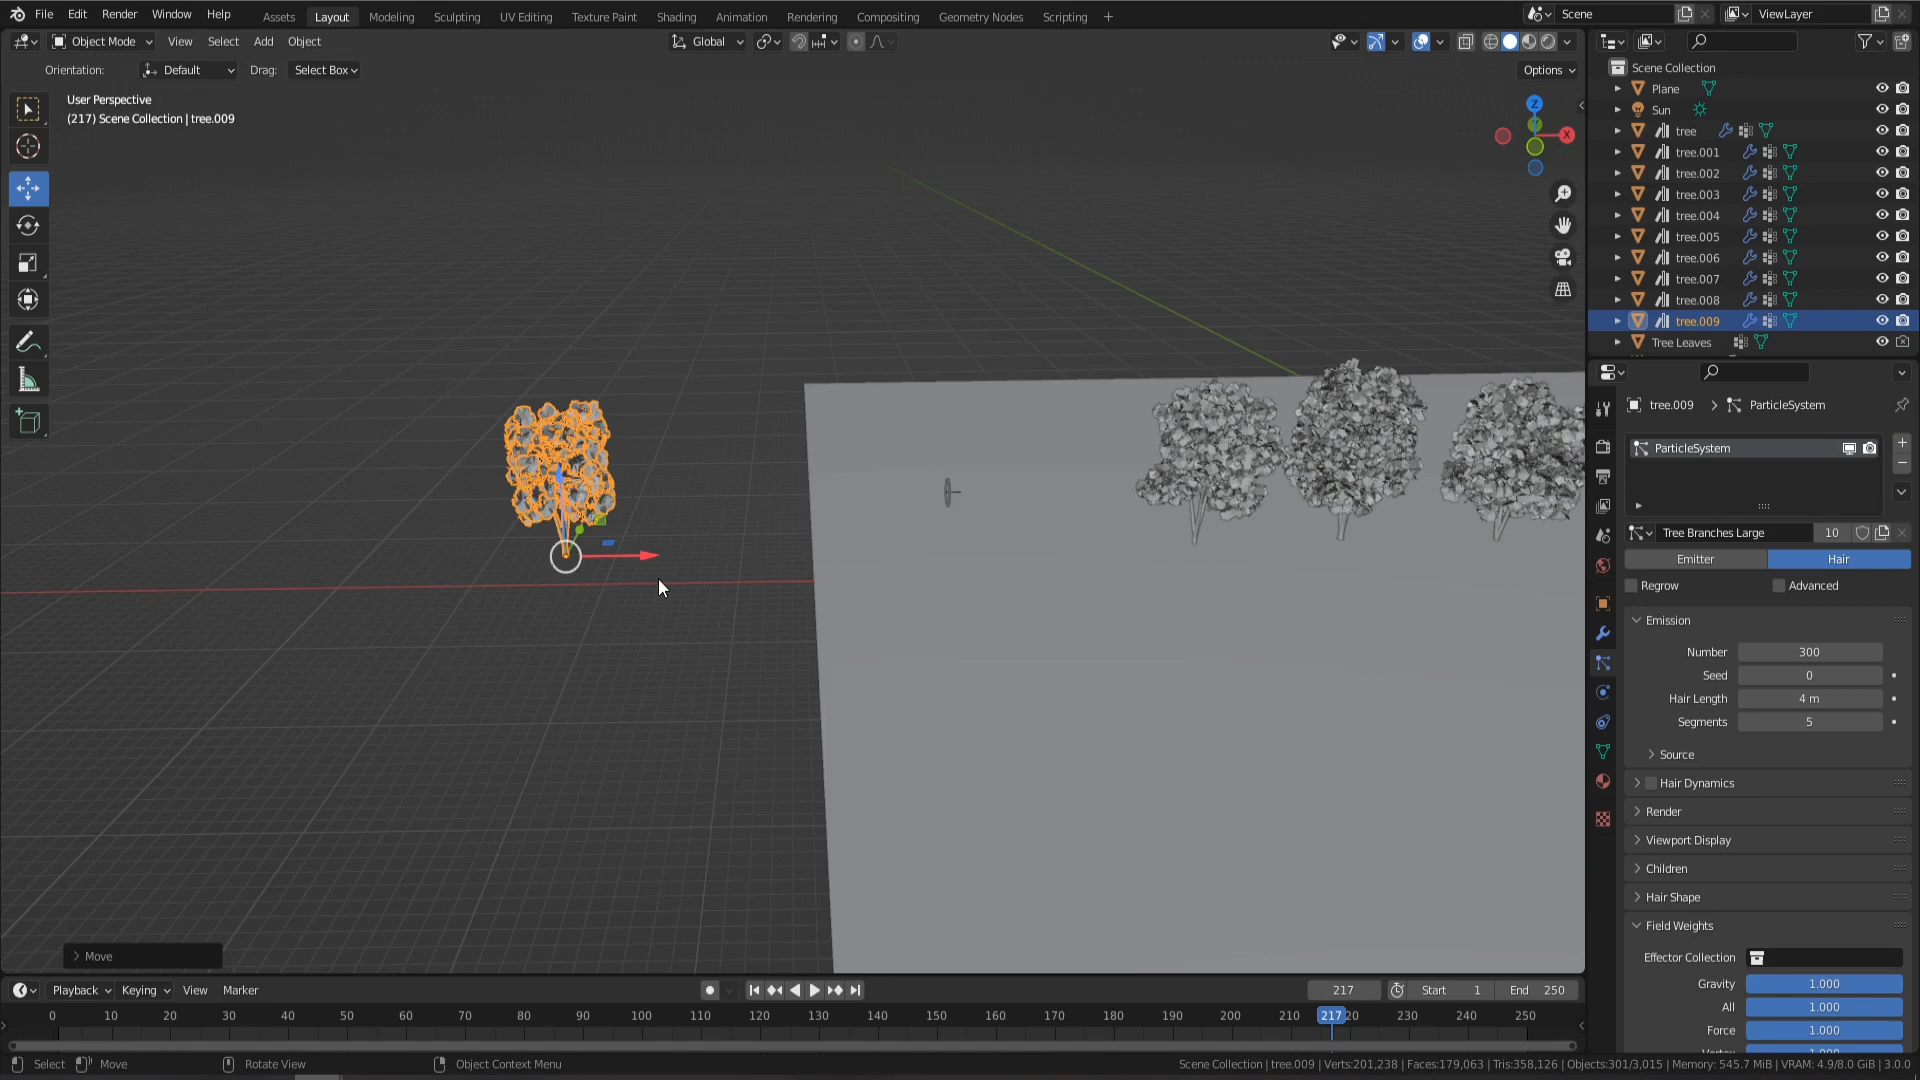 File Edit Render Window Help Assets Layout Modeling Sculpting UV Editing Texture Paint Shading Animation Rendering Compositing Geometry Nodes Scripting + Scene ViewLayer
Object Mode View Select Add Object Global
Orientation: Default Drag: Select Box Options
User Perspective
(217) Scene Collection | tree.009
Z
X
Scene Collection
Plane
Sun
tree
tree.001
tree.002
tree.003
tree.004
tree.005
tree.006
tree.007
tree.008
tree.009
Tree Leaves
tree.009 > ParticleSystem
ParticleSystem
Tree Branches Large 10
Emitter Hair
Regrow Advanced
Emission
Number 300
Seed 0
Hair Length 4 m
Segments 5
Source
Hair Dynamics
Render
Viewport Display
Children
Hair Shape
Field Weights
Effector Collection
Gravity 1.000
All 1.000
Force 1.000
Move
Playback Keying View Marker 217 Start 1 End 250
0 10 20 30 40 50 60 70 80 90 100 110 120 130 140 150 160 170 180 190 200 210 217 20 230 240 250
Select Move Rotate View Object Context Menu Scene Collection | tree.009 | Verts:201,238 | Faces:179,063 | Tris:358,126 | Objects:301/3,015 | Memory: 545.7 MiB | VRAM: 4.9/8.0 GiB | 3.0.0